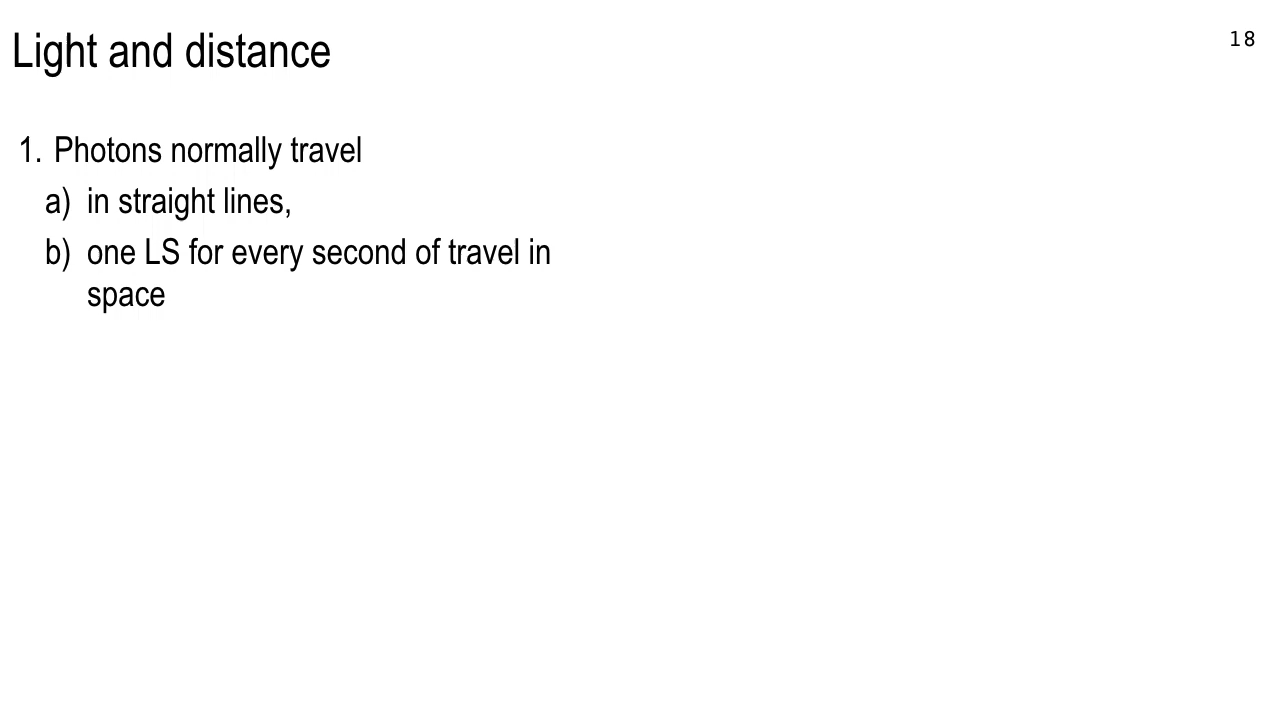 Light and distance
18
1. Photons normally travel
a) in straight lines,
b) one LS for every second of travel in
space